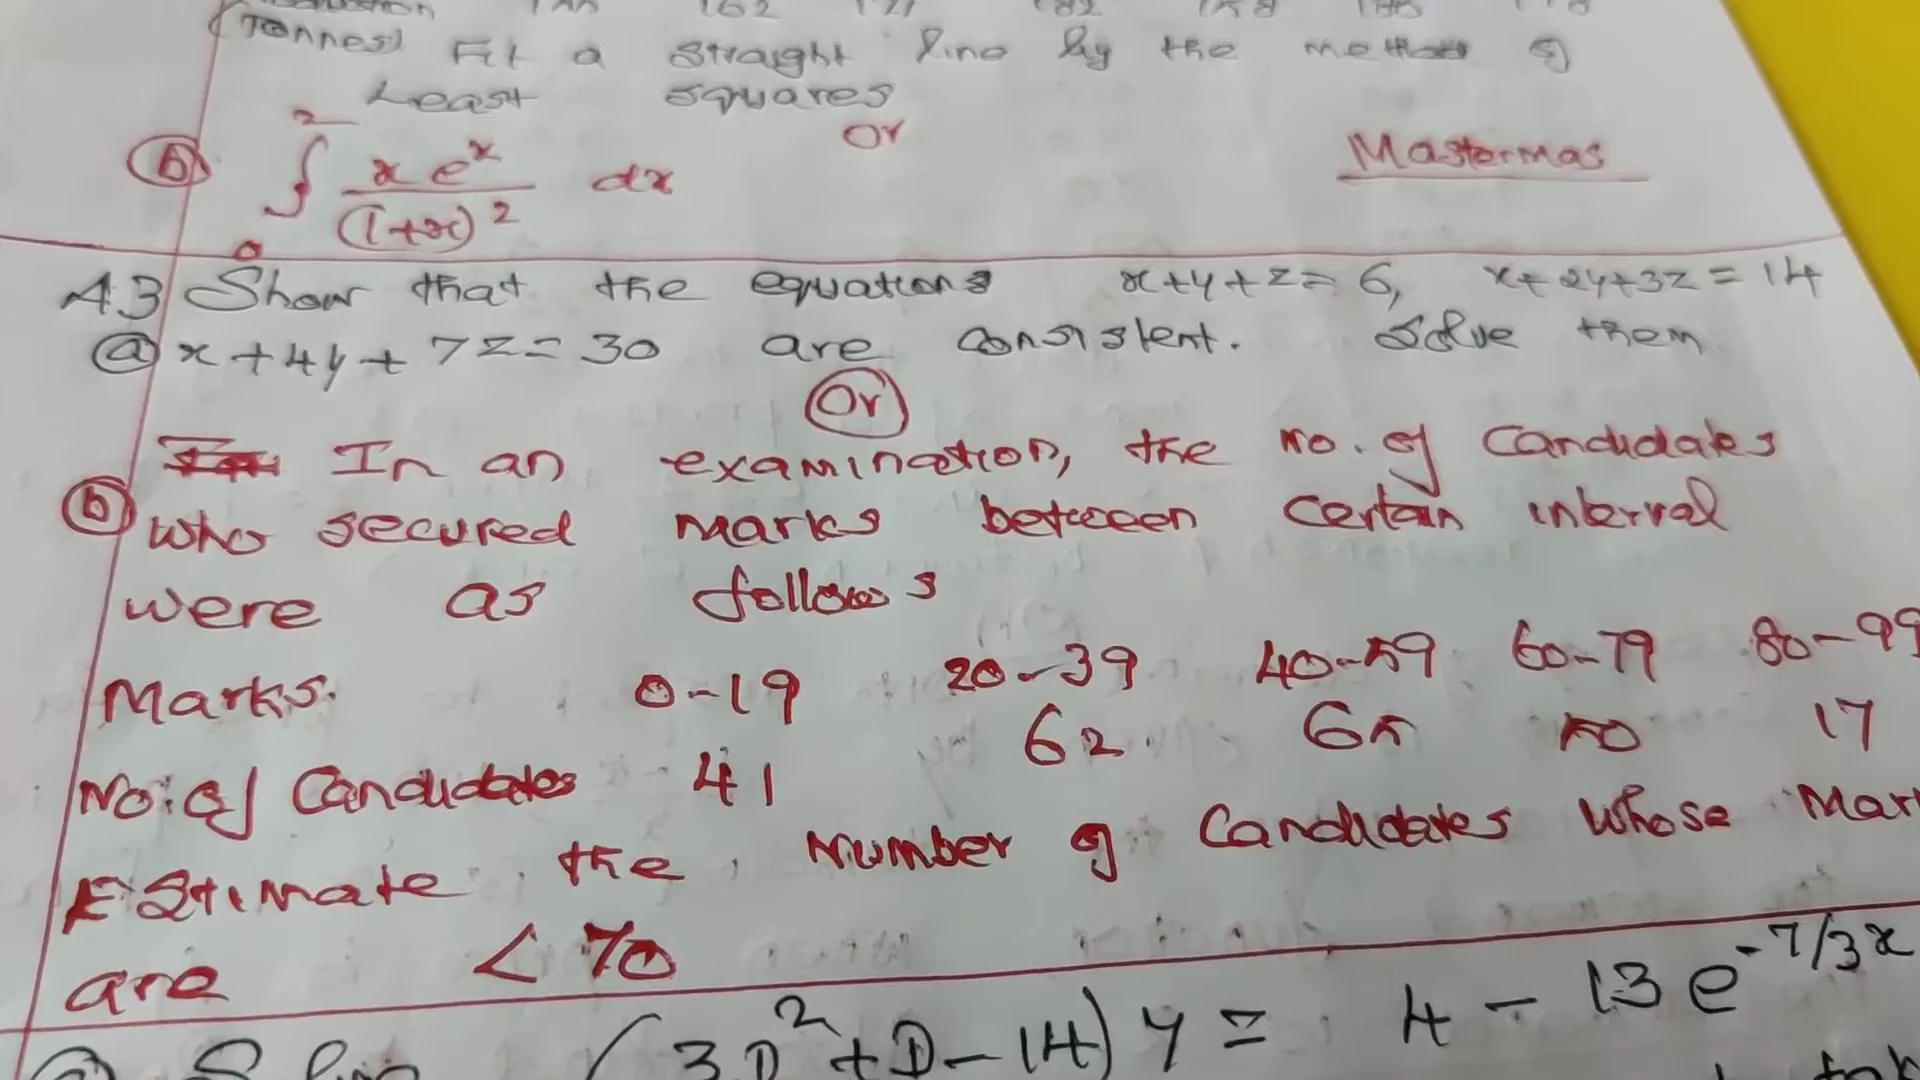 162
(Tonnes) Fit a straight line by the method of
Least squares
Or
(b) ∫₀² x eˣ / (1+x)² dx
Mastermas
A3 Show that the equations x+y+z=6, x+2y+3z=14
(a) x+4y+7z=30 are consistent. Solve them
(Or)
In an examination, the no. of Candidates
(b) Who secured Marks between Certain interval
were as follows
Marks. 0-19 20-39 40-59 60-79 80-99
No: of Candidates 41 62 65 50 17
Estimate the Number of Candidates Whose Mark
are < 70
(3D²+D-14)y = 4 - 13e^-7/3x